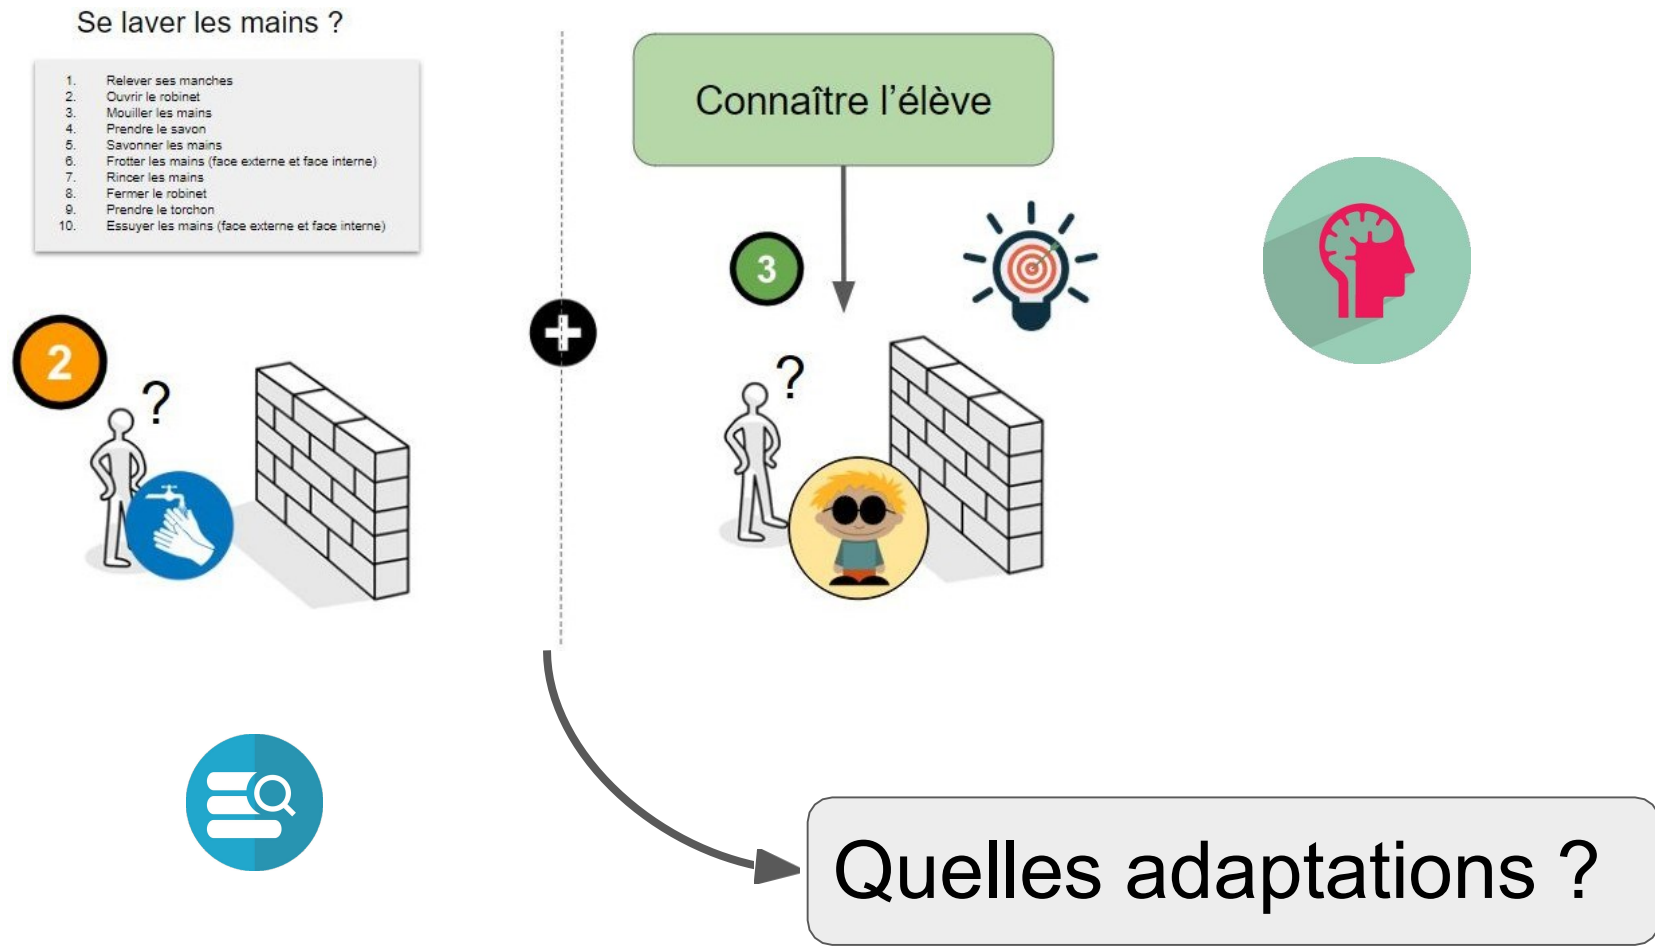 Se laver les mains ?
1. Relever ses manches
2. Ouvrir le robinet
3. Mouiller les mains
4. Prendre le savon
5. Savonner les mains
6. Frotter les mains (face externe et face interne)
7. Rincer les mains
8. Fermer le robinet
9. Prendre le torchon
10. Essuyer les mains (face externe et face interne)
2
?
Connaître l’élève
3
?
Quelles adaptations ?